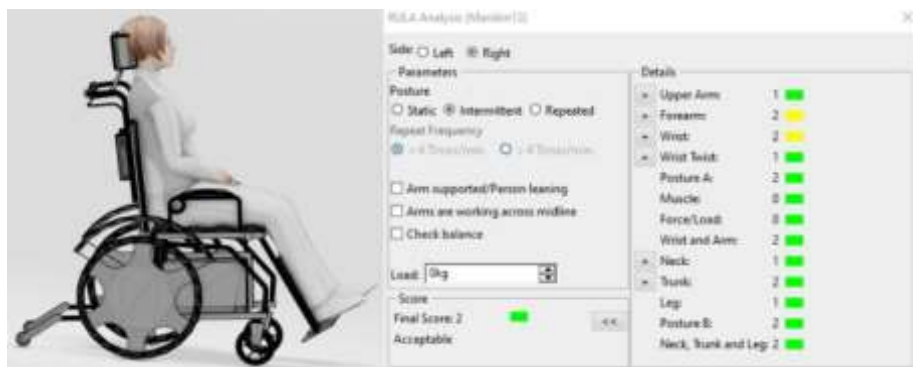 RULA Analysis (Manikin1)
Side: Left Right
Parameters
Posture
Static Intermittent Repeated
Repeat Frequency
Arm supported/Person leaning
Arms are working across midline
Check balance
Load: 0kg
Score
Final Score: 2
<<
Acceptable
Details
Upper Arm: 1
Forearm: 2
Wrist: 2
Wrist Twist: 1
Posture A: 2
Muscle: 0
Force/Load: 0
Wrist and Arm: 2
Neck: 1
Trunk: 2
Leg: 1
Posture B: 2
Neck, Trunk and Leg: 2